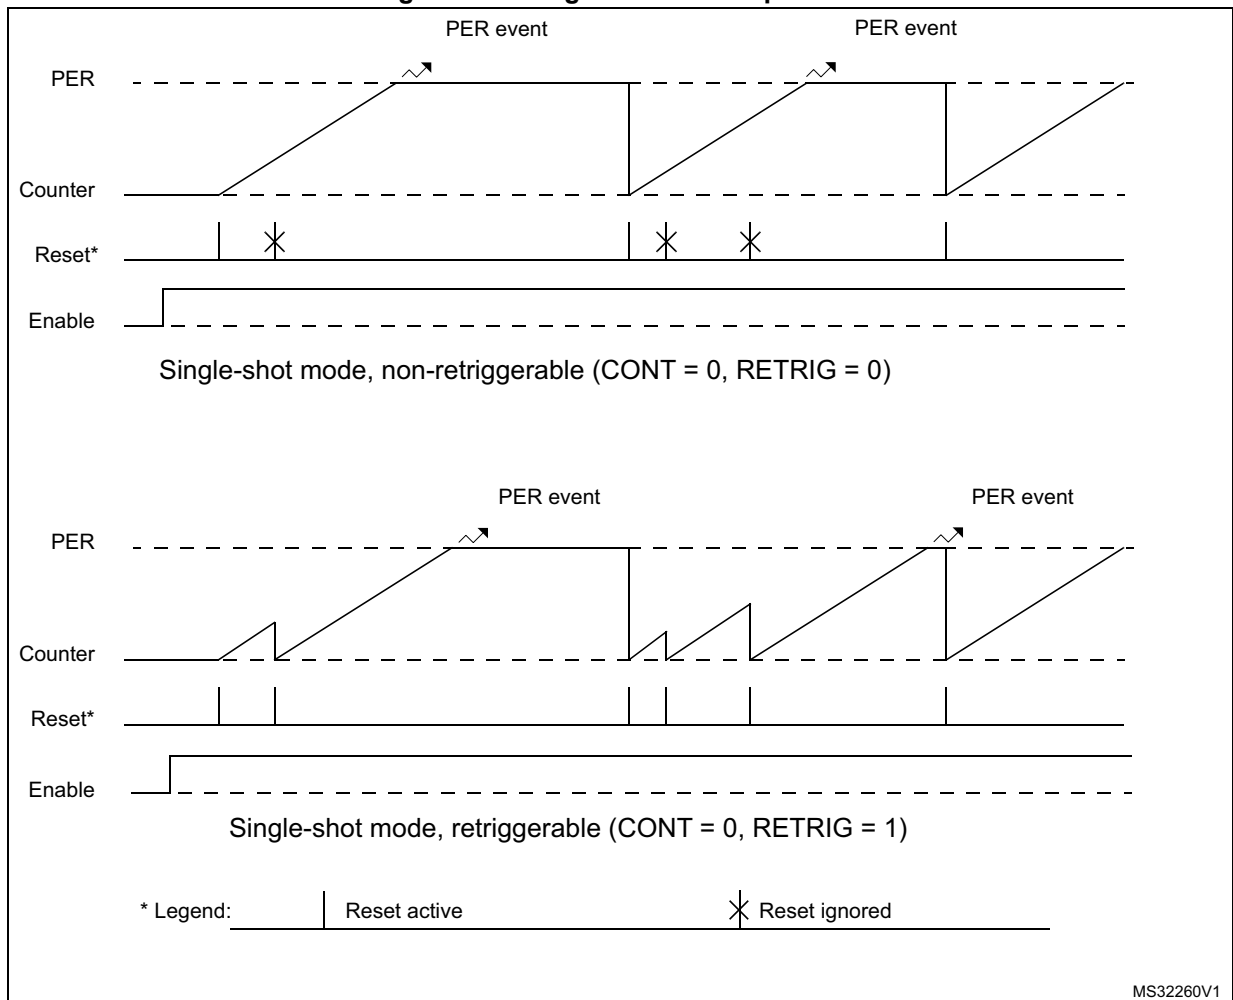 PER event PER event
PER
Counter
Reset*
Enable
Single-shot mode, non-retriggerable (CONT = 0, RETRIG = 0)
PER event PER event
PER
Counter
Reset*
Enable
Single-shot mode, retriggerable (CONT = 0, RETRIG = 1)
* Legend: Reset active Reset ignored
MS32260V1